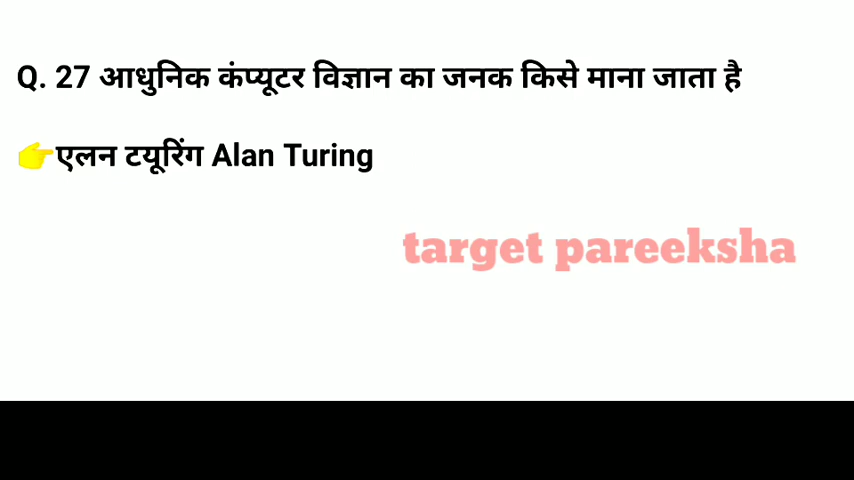 Q. 27 आधुनिक कंप्यूटर विज्ञान का जनक किसे माना जाता है
👉एलन टयूरिंग Alan Turing
target pareeksha